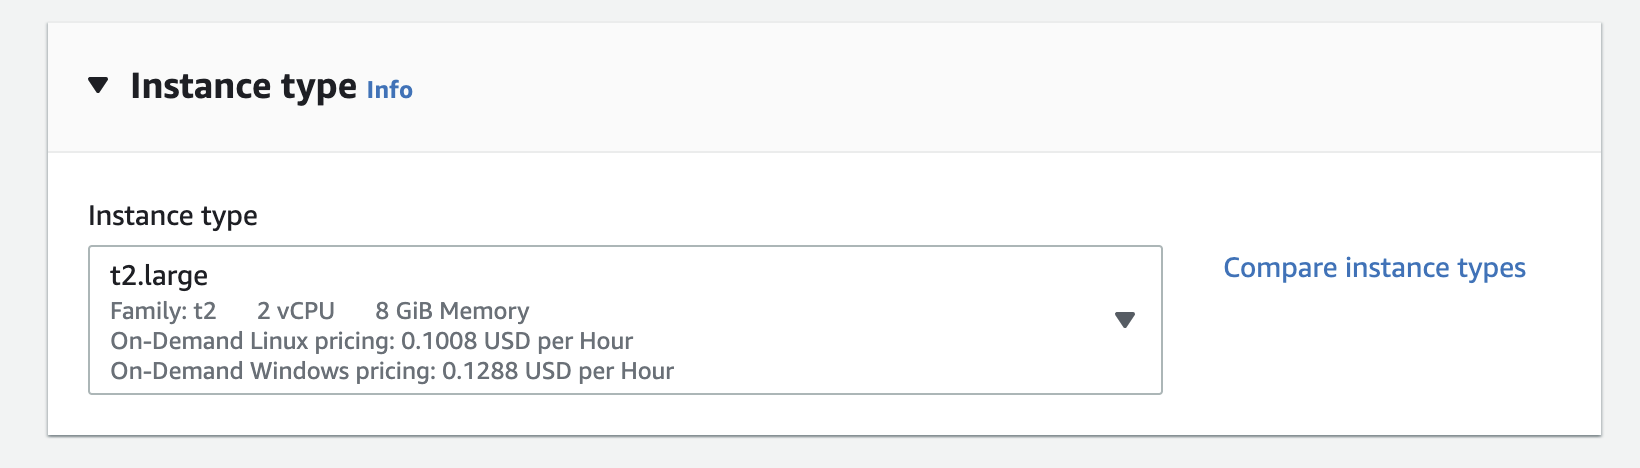 Instance type Info
Instance type
t2.large
Family: t2 2 vCPU 8 GiB Memory
On-Demand Linux pricing: 0.1008 USD per Hour
On-Demand Windows pricing: 0.1288 USD per Hour
Compare instance types